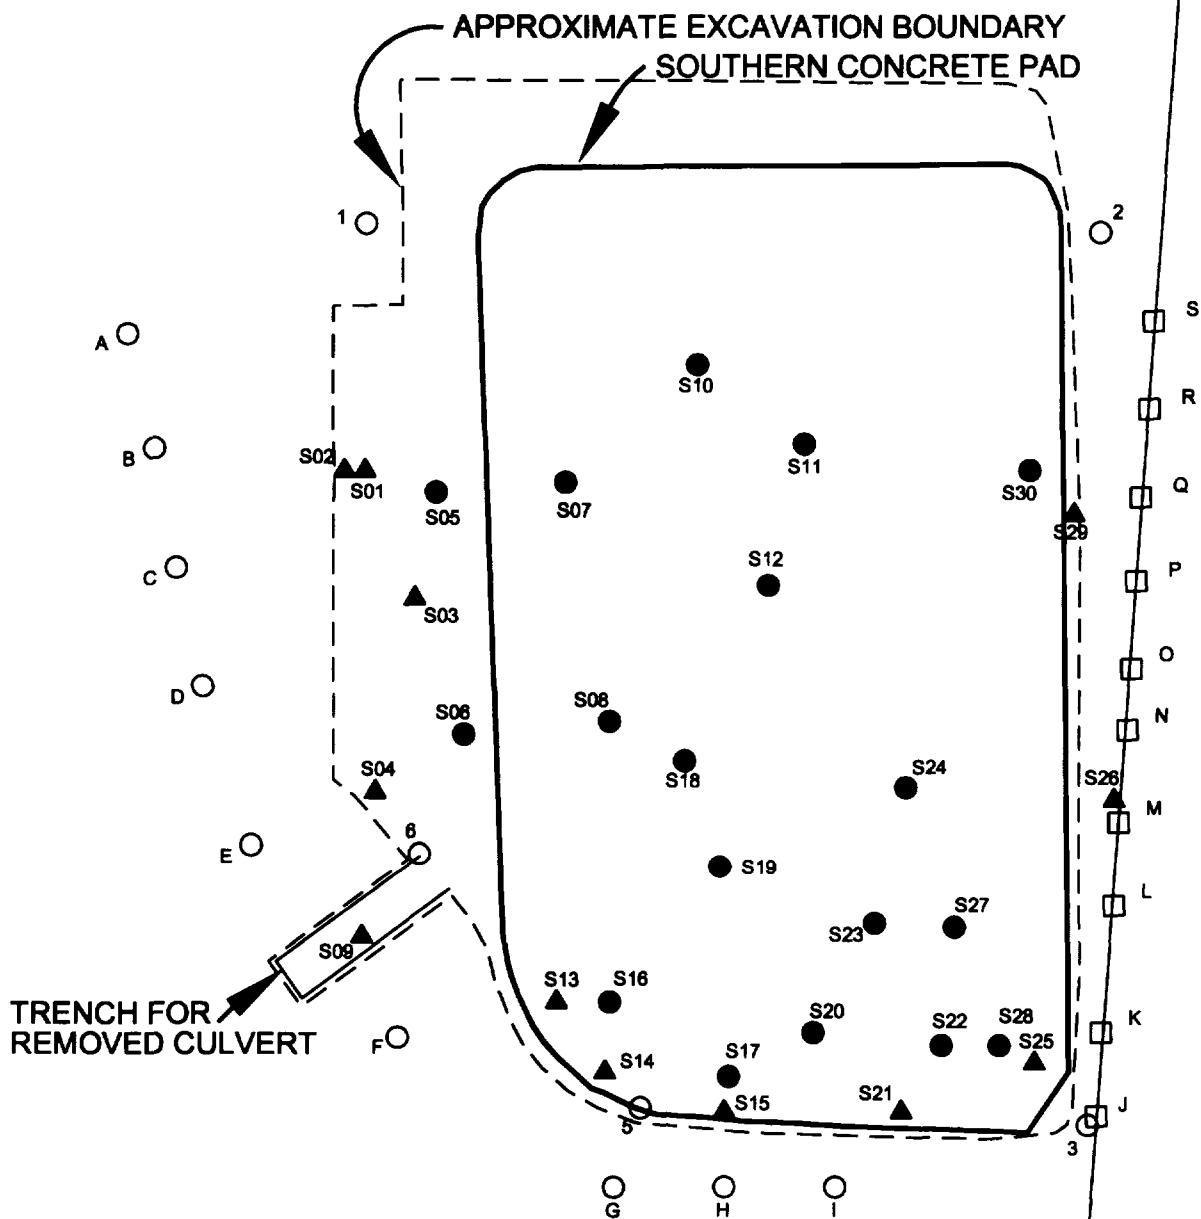 APPROXIMATE EXCAVATION BOUNDARY
SOUTHERN CONCRETE PAD
1
2
S
A
S10
R
B
S02
S01
S11
S05
S07
S30
Q
S29
C
S12
P
S03
O
D
S06
S08
N
S04
S18
S24
S26
M
6
E
S19
L
S23
S27
S09
S13
S16
TRENCH FOR
REMOVED CULVERT
F
S20
S22
S28
K
S14
S17
S25
5
S15
S21
J
3
G
H
I